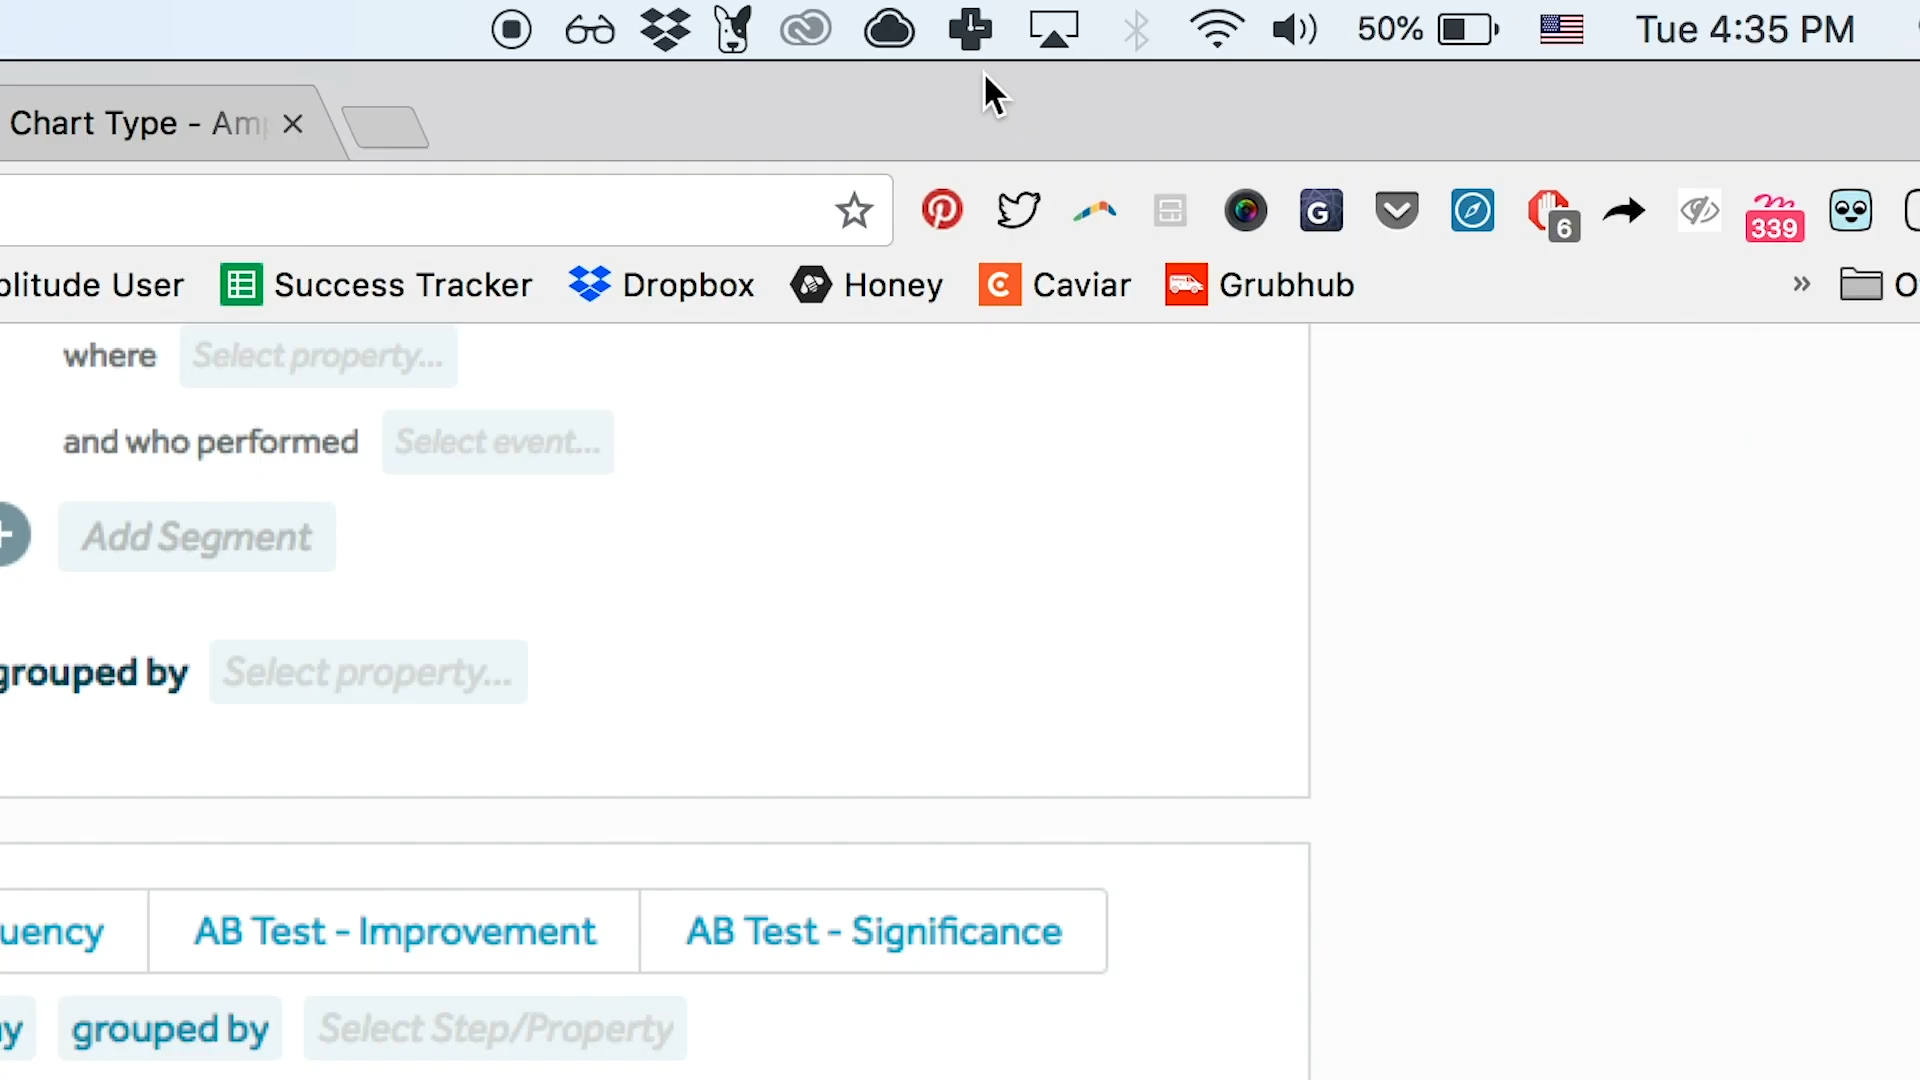 50% Tue 4:35 PM
Chart Type - Am
G 6 339
plitude User Success Tracker Dropbox Honey Caviar Grubhub » O
where Select property...
and who performed Select event...
+ Add Segment
grouped by Select property...
uency AB Test - Improvement AB Test - Significance
y grouped by Select Step/Property